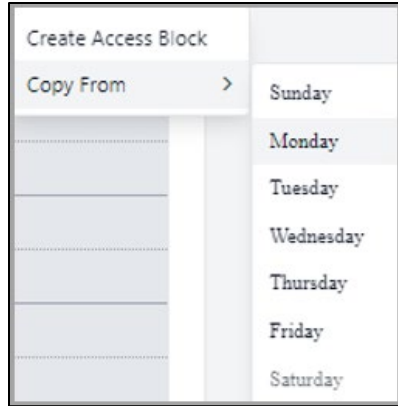 Create Access Block
Copy From >
Sunday
Monday
Tuesday
Wednesday
Thursday
Friday
Saturday